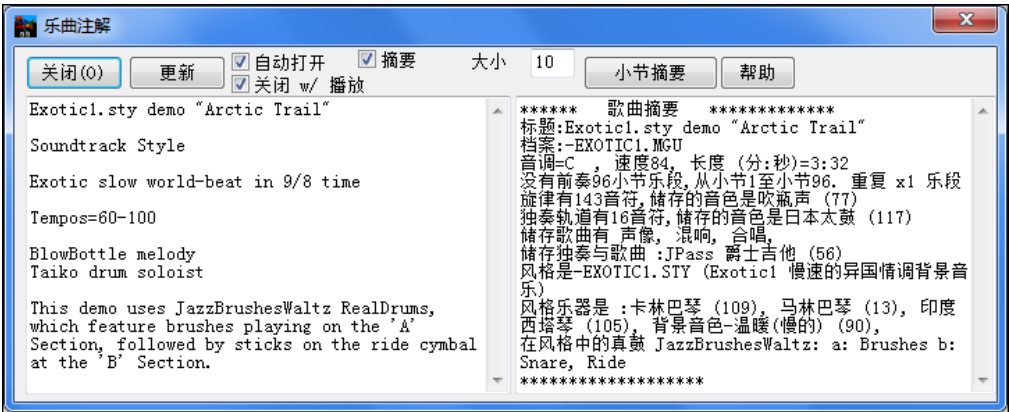 乐曲注解
关闭(O) 更新 自动打开 摘要 大小 10 小节摘要 帮助
关闭 w/ 播放
Exotic1.sty demo "Arctic Trail"
Soundtrack Style
Exotic slow world-beat in 9/8 time
Tempos=60-100
BlowBottle melody
Taiko drum soloist
This demo uses JazzBrushesWaltz RealDrums,
which feature brushes playing on the 'A'
Section, followed by sticks on the ride cymbal
at the 'B' Section.
****** 歌曲摘要 *************
标题:Exotic1.sty demo "Arctic Trail"
档案:-EXOTIC1.MGU
音调=C , 速度84, 长度 (分:秒)=3:32
没有前奏96小节乐段,从小节1至小节96. 重复 x1 乐段
旋律有143音符,储存的音色是吹瓶声 (77)
独奏轨道有16音符,储存的音色是日本太鼓 (117)
储存歌曲有 声像, 混响, 合唱,
储存独奏与歌曲 :JPass 爵士吉他 (56)
风格是-EXOTIC1.STY (Exotic1 慢速的异国情调背景音
乐)
风格乐器是 :卡林巴琴 (109), 马林巴琴 (13), 印度
西塔琴 (105), 背景音色-温暖(慢的) (90),
在风格中的真鼓 JazzBrushesWaltz: a: Brushes b:
Snare, Ride
*******************